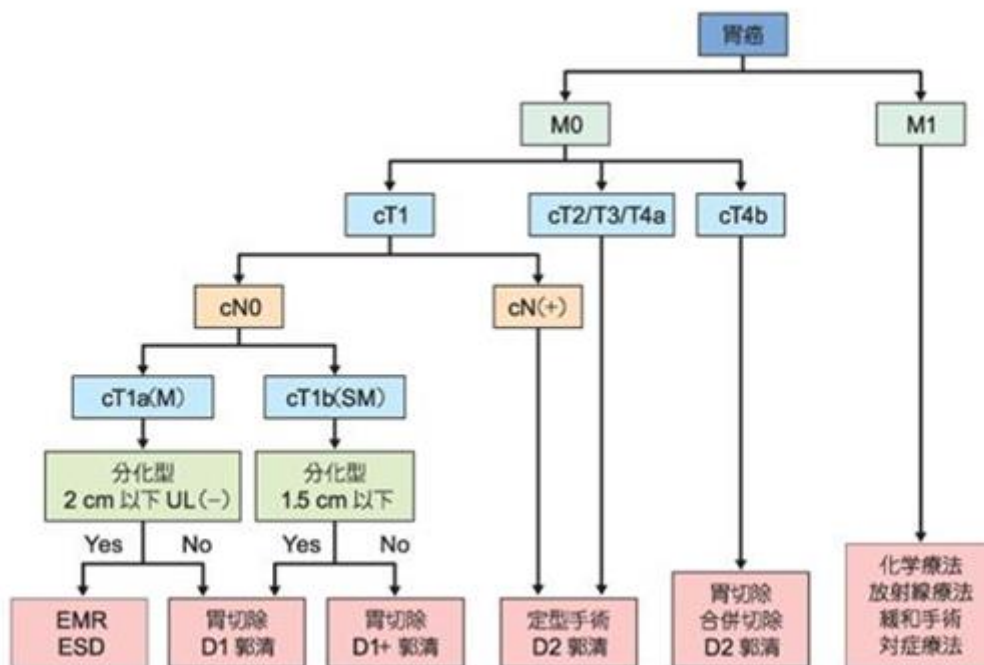 胃癌
M0
M1
cT1
cT2/T3/T4a
cT4b
cN0
cN(+)
cT1a(M)
cT1b(SM)
分化型
2 cm 以下 UL(−)
分化型
1.5 cm 以下
Yes
No
Yes
No
EMR
ESD
胃切除
D1 郭清
胃切除
D1+ 郭清
定型手術
D2 郭清
胃切除
合併切除
D2 郭清
化学療法
放射線療法
緩和手術
対症療法